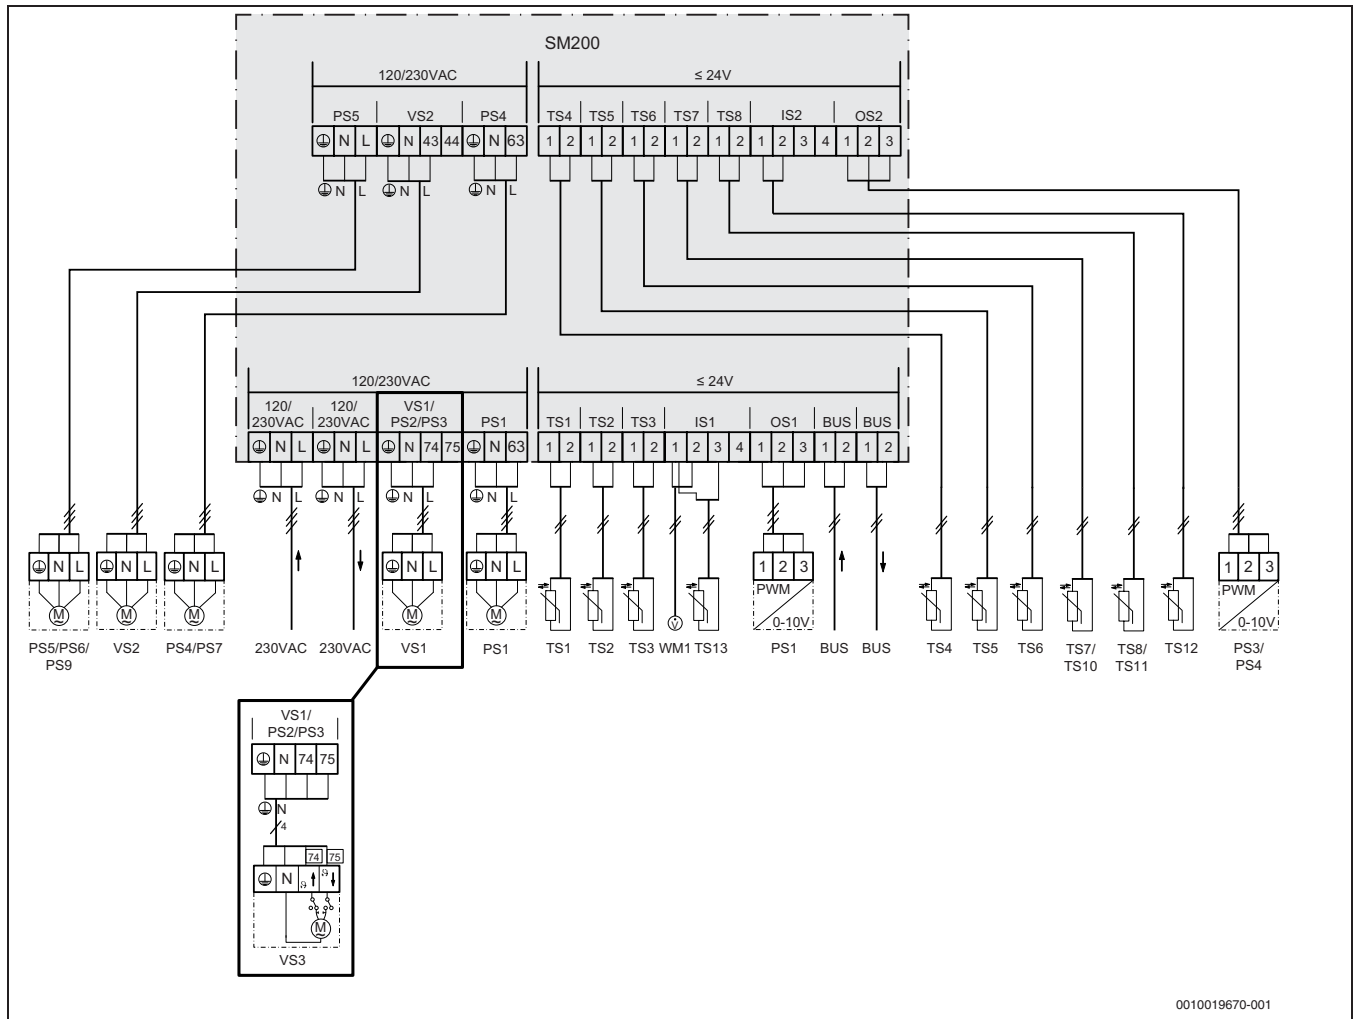 SM200
120/230VAC ≤ 24V
PS5 VS2 PS4 TS4 TS5 TS6 TS7 TS8 IS2 OS2
N L N 43 44 N 63 1 2 1 2 1 2 1 2 1 2 1 2 3 4 1 2 3
N L N L N L
120/230VAC ≤ 24V
120/ 120/ VS1/
230VAC 230VAC PS2/PS3 PS1 TS1 TS2 TS3 IS1 OS1 BUS BUS
N L N L N 74 75 N 63 1 2 1 2 1 2 1 2 3 4 1 2 3 1 2 1 2
N L N L N L N L
N L N L N L N L N L 1 2 3 1 2 3
PWM PWM
M M M M M
V
0-10V 0-10V
PS5/PS6/ VS2 PS4/PS7 230VAC 230VAC VS1 PS1 TS1 TS2 TS3 WM1 TS13 PS1 BUS BUS TS4 TS5 TS6 TS7/ TS8/ TS12 PS3/
PS9 TS10 TS11 PS4
VS1/
PS2/PS3
N 74 75
N
4
74 75
N ϑ ϑ
M
VS3
0010019670-001